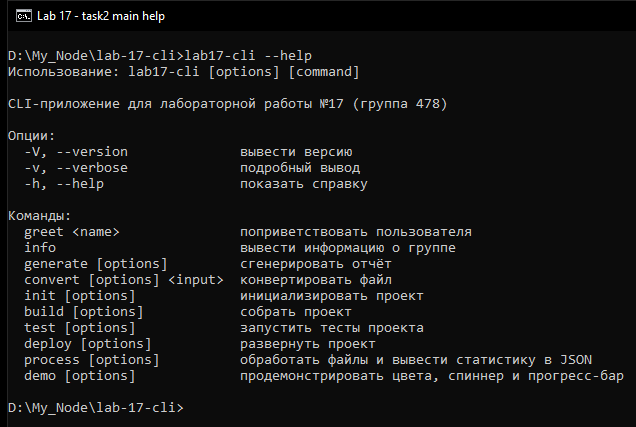 Lab 17 - task2 main help
D:\My_Node\lab-17-cli>lab17-cli --help
Использование: lab17-cli [options] [command]
CLI-приложение для лабораторной работы №17 (группа 478)
Опции:
-V, --version вывести версию
-v, --verbose подробный вывод
-h, --help показать справку
Команды:
greet <name> поприветствовать пользователя
info вывести информацию о группе
generate [options] сгенерировать отчёт
convert [options] <input> конвертировать файл
init [options] инициализировать проект
build [options] собрать проект
test [options] запустить тесты проекта
deploy [options] развернуть проект
process [options] обработать файлы и вывести статистику в JSON
demo [options] продемонстрировать цвета, спиннер и прогресс-бар
D:\My_Node\lab-17-cli>